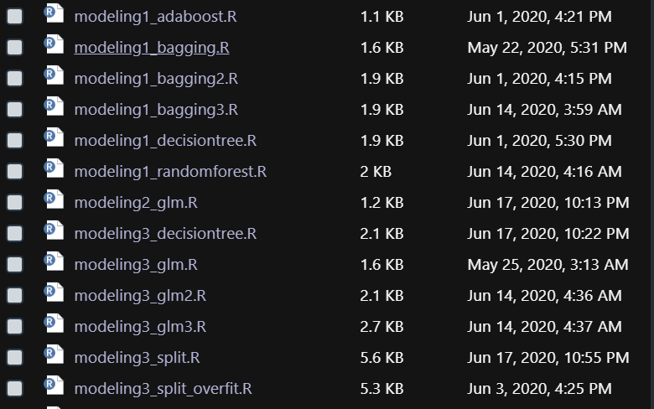 modeling1_adaboost.R 1.1 KB Jun 1, 2020, 4:21 PM
modeling1_bagging.R 1.6 KB May 22, 2020, 5:31 PM
modeling1_bagging2.R 1.9 KB Jun 1, 2020, 4:15 PM
modeling1_bagging3.R 1.9 KB Jun 14, 2020, 3:59 AM
modeling1_decisiontree.R 1.9 KB Jun 1, 2020, 5:30 PM
modeling1_randomforest.R 2 KB Jun 14, 2020, 4:16 AM
modeling2_glm.R 1.2 KB Jun 17, 2020, 10:13 PM
modeling3_decisiontree.R 2.1 KB Jun 17, 2020, 10:22 PM
modeling3_glm.R 1.6 KB May 25, 2020, 3:13 AM
modeling3_glm2.R 2.1 KB Jun 14, 2020, 4:36 AM
modeling3_glm3.R 2.7 KB Jun 14, 2020, 4:37 AM
modeling3_split.R 5.6 KB Jun 17, 2020, 10:55 PM
modeling3_split_overfit.R 5.3 KB Jun 3, 2020, 4:25 PM